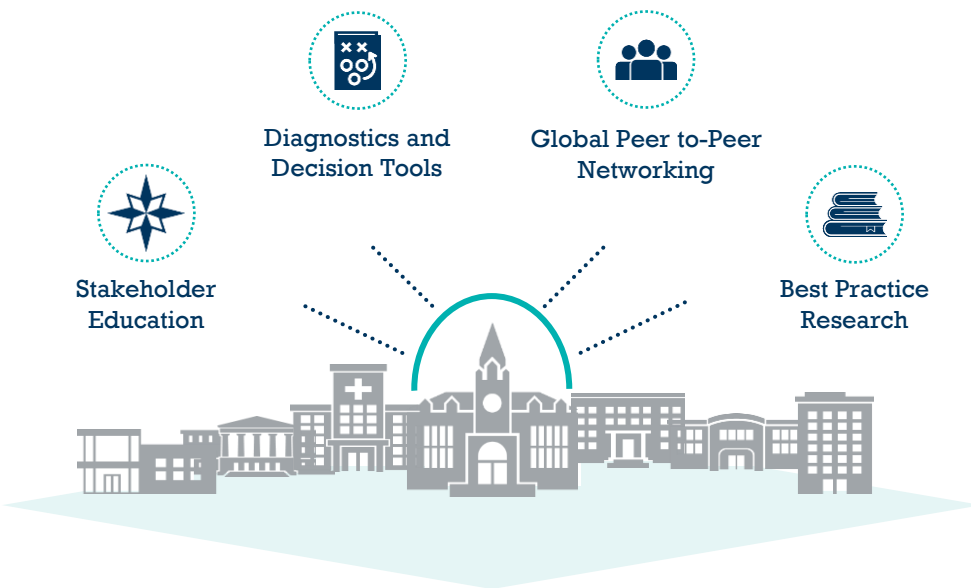 Diagnostics and
Decision Tools
Global Peer to-Peer
Networking
Stakeholder
Education
Best Practice
Research